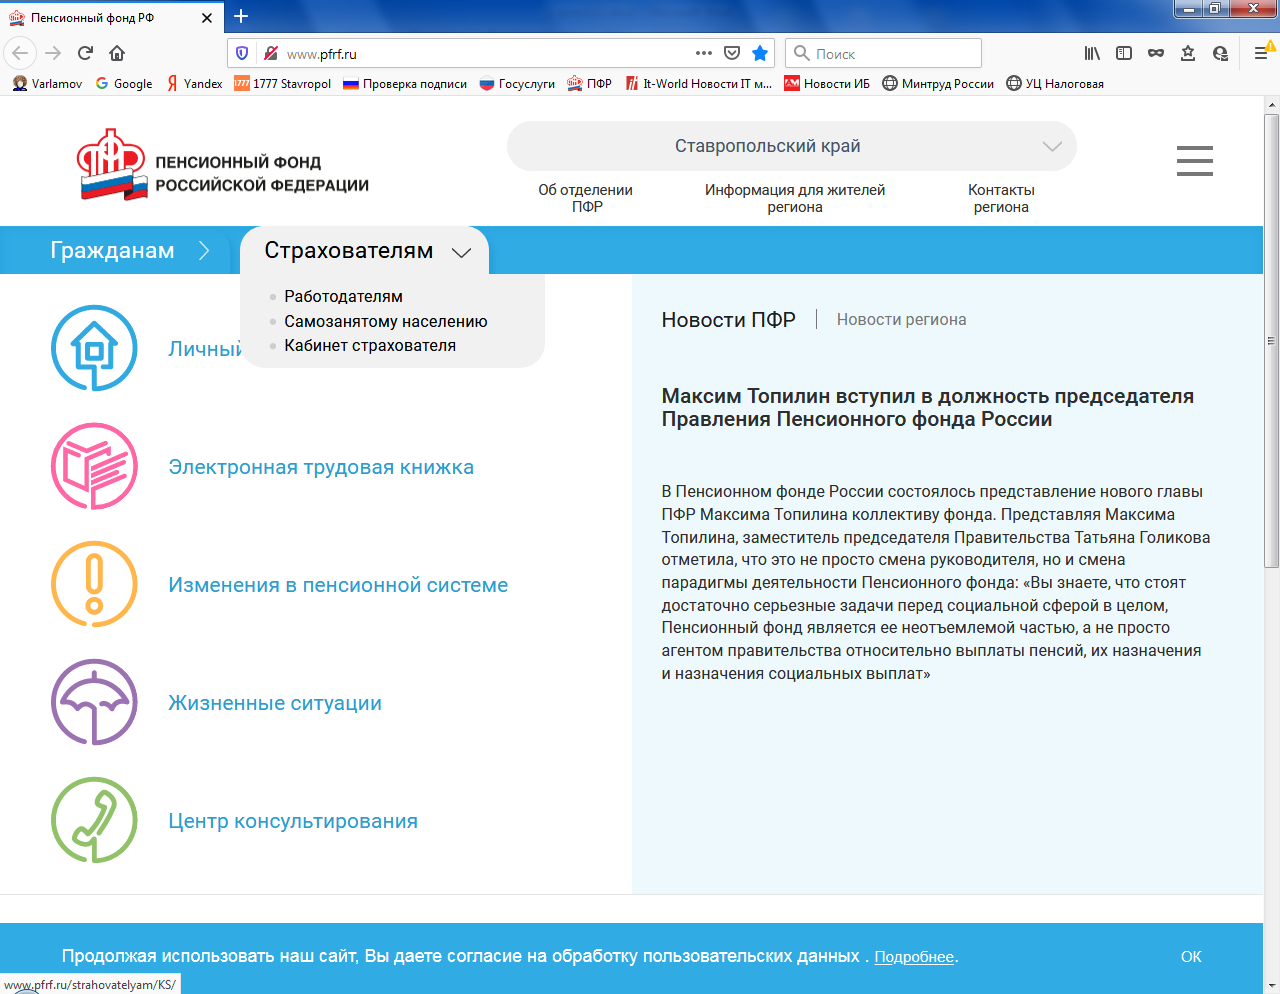 Пенсионный фонд РФ
www.pfrf.ru
Поиск
Varlamov
Google
Yandex
1777 Stavropol
Проверка подписи
Госуслуги
ПФР
It-World Новости IT м...
Новости ИБ
Минтруд России
УЦ Налоговая
ПЕНСИОННЫЙ ФОНД
РОССИЙСКОЙ ФЕДЕРАЦИИ
Ставропольский край
Об отделении
ПФР
Информация для жителей
региона
Контакты
региона
Гражданам
Страхователям
Работодателям
Самозанятому населению
Кабинет страхователя
Личный
Электронная трудовая книжка
Изменения в пенсионной системе
Жизненные ситуации
Центр консультирования
Новости ПФР
Новости региона
Максим Топилин вступил в должность председателя
Правления Пенсионного фонда России
В Пенсионном фонде России состоялось представление нового главы
ПФР Максима Топилина коллективу фонда. Представляя Максима
Топилина, заместитель председателя Правительства Татьяна Голикова
отметила, что это не просто смена руководителя, но и смена
парадигмы деятельности Пенсионного фонда: «Вы знаете, что стоят
достаточно серьезные задачи перед социальной сферой в целом,
Пенсионный фонд является ее неотъемлемой частью, а не просто
агентом правительства относительно выплаты пенсий, их назначения
и назначения социальных выплат»
Продолжая использовать наш сайт, Вы даете согласие на обработку пользовательских данных . Подробнее.
ОК
www.pfrf.ru/strahovatelyam/KS/